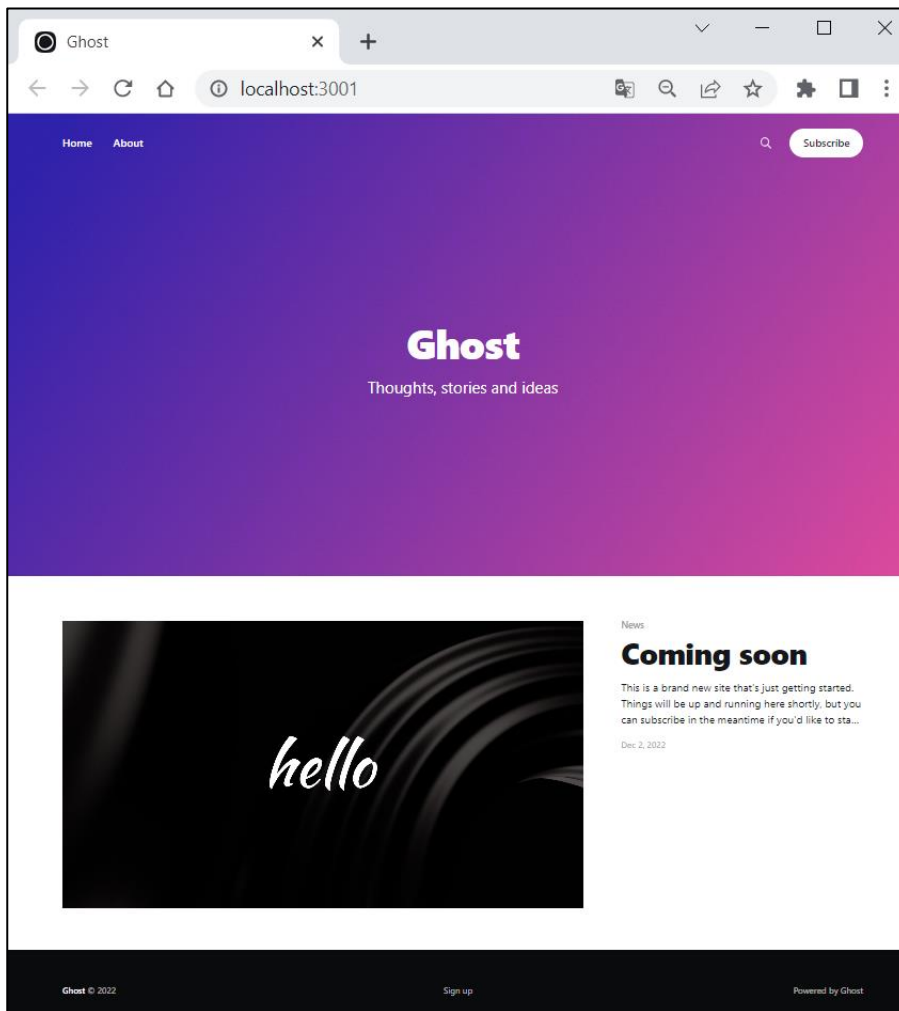 Ghost
localhost:3001
Home About Subscribe
Ghost
Thoughts, stories and ideas
hello
News
Coming soon
This is a brand new site that's just getting started.
Things will be up and running here shortly, but you
can subscribe in the meantime if you'd like to sta...
Dec 2, 2022
Ghost © 2022 Sign up Powered by Ghost